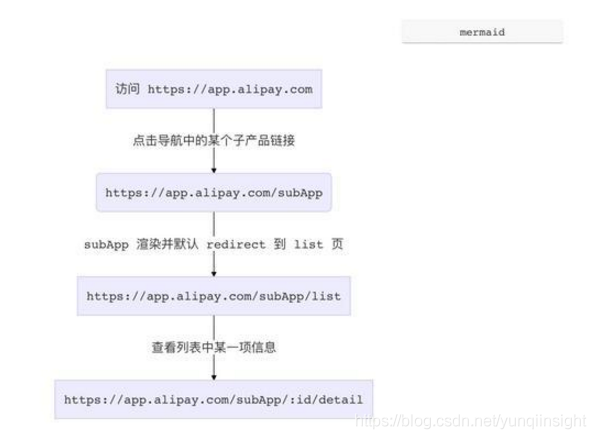 mermaid
访问 https://app.alipay.com
点击导航中的某个子产品链接
https://app.alipay.com/subApp
subApp 渲染并默认 redirect 到 list 页
https://app.alipay.com/subApp/list
查看列表中某一项信息
https://app.alipay.com/subApp/:id/detail
https://blog.csdn.net/yunqiinsight